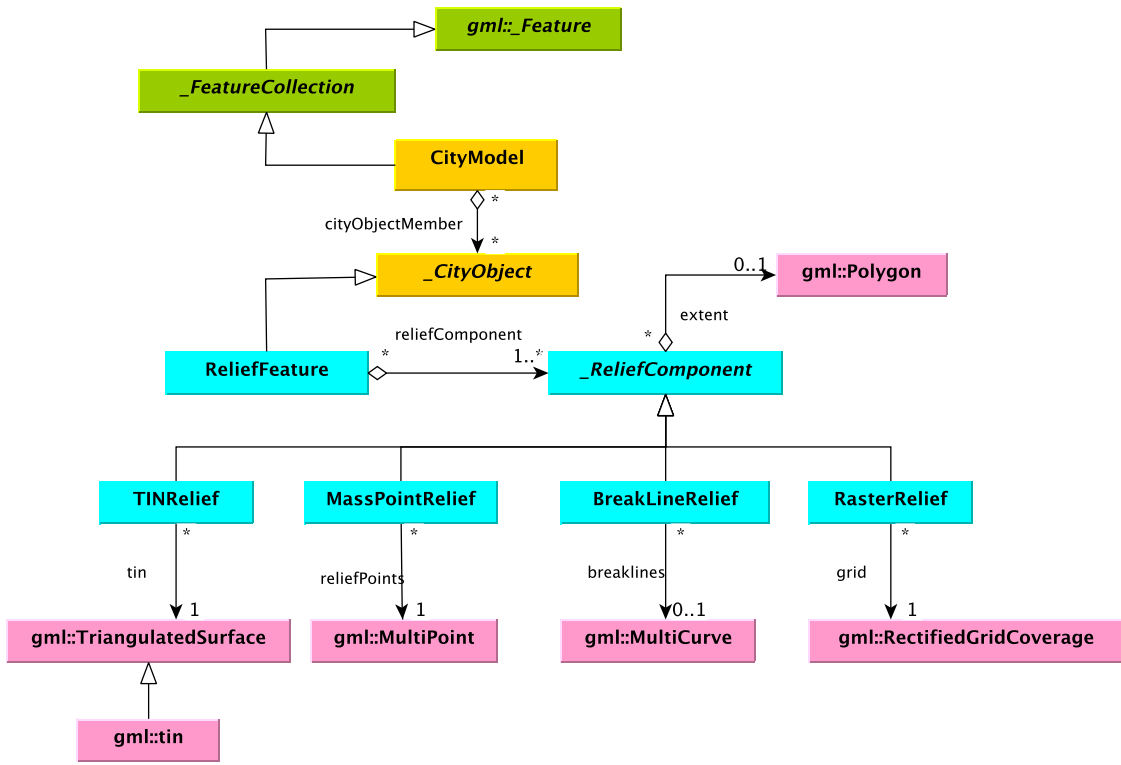 gml::_Feature
_FeatureCollection
CityModel
*
cityObjectMember
*
_CityObject
0..1
gml::Polygon
extent
reliefComponent
*
*
1..*
ReliefFeature
_ReliefComponent
TINRelief
MassPointRelief
BreakLineRelief
RasterRelief
*
*
*
*
tin
reliefPoints
breaklines
grid
1
1
0..1
1
gml::TriangulatedSurface
gml::MultiPoint
gml::MultiCurve
gml::RectifiedGridCoverage
gml::tin